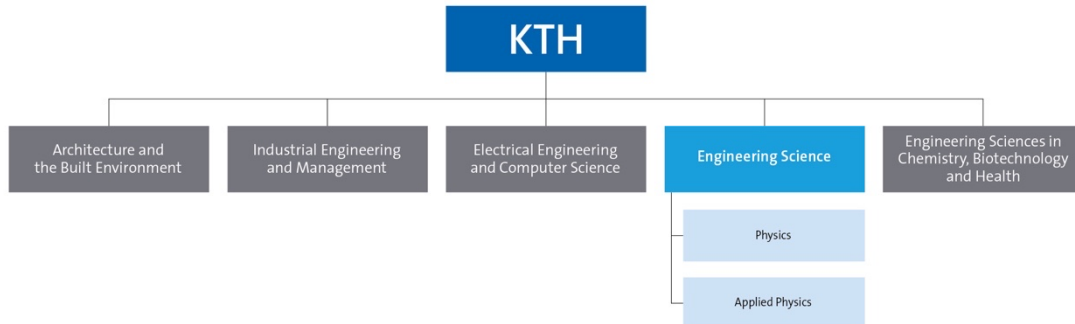 KTH
Architecture and
the Built Environment
Industrial Engineering
and Management
Electrical Engineering
and Computer Science
Engineering Science
Engineering Sciences in
Chemistry, Biotechnology
and Health
Physics
Applied Physics